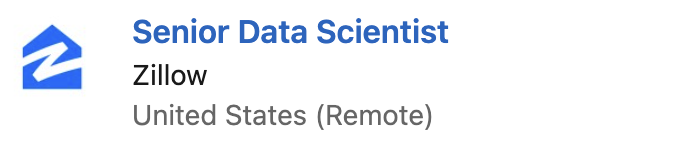 Senior Data Scientist
Zillow
United States (Remote)